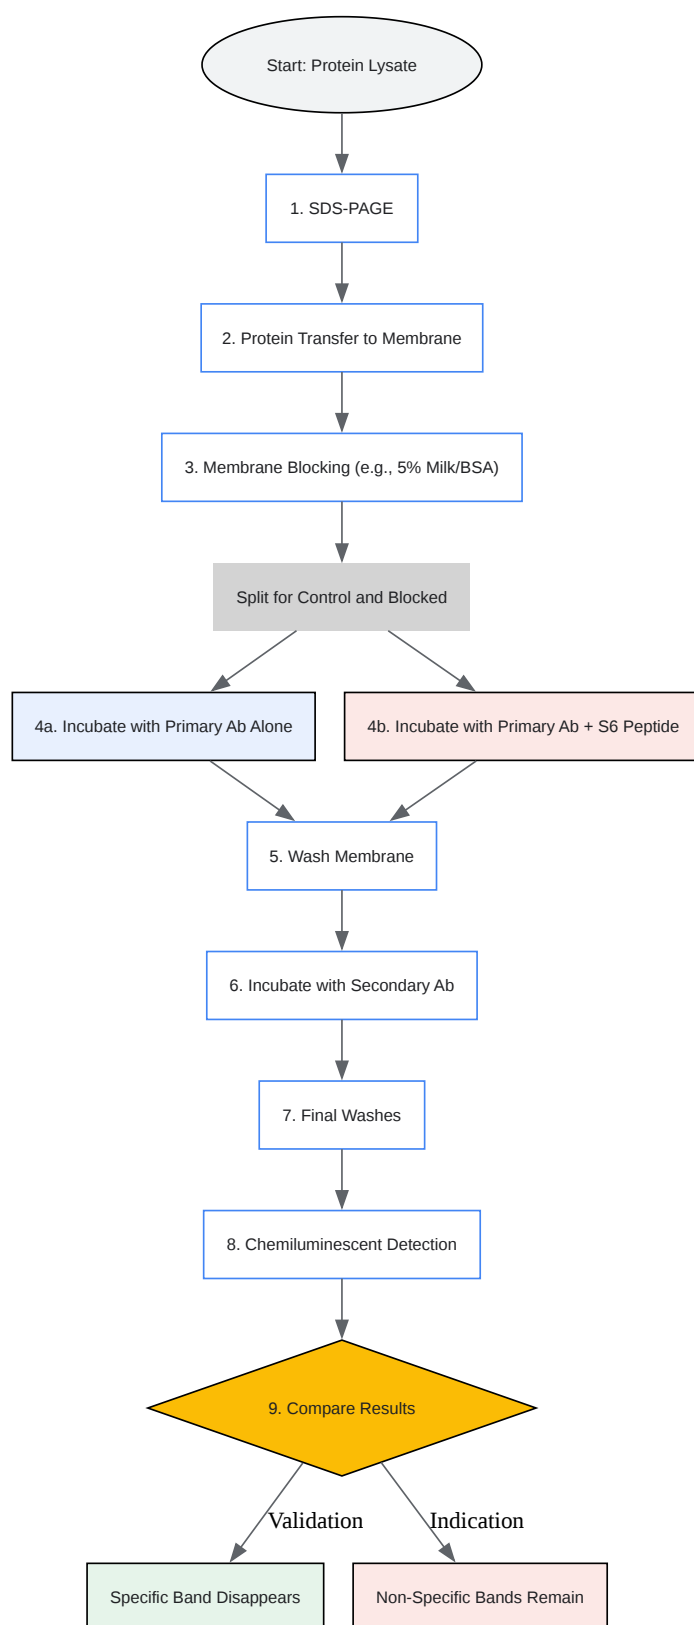 Start: Protein Lysate
1. SDS-PAGE
2. Protein Transfer to Membrane
3. Membrane Blocking (e.g., 5% Milk/BSA)
Split for Control and Blocked
4a. Incubate with Primary Ab Alone
4b. Incubate with Primary Ab + S6 Peptide
5. Wash Membrane
6. Incubate with Secondary Ab
7. Final Washes
8. Chemiluminescent Detection
9. Compare Results
Validation
Indication
Specific Band Disappears
Non-Specific Bands Remain